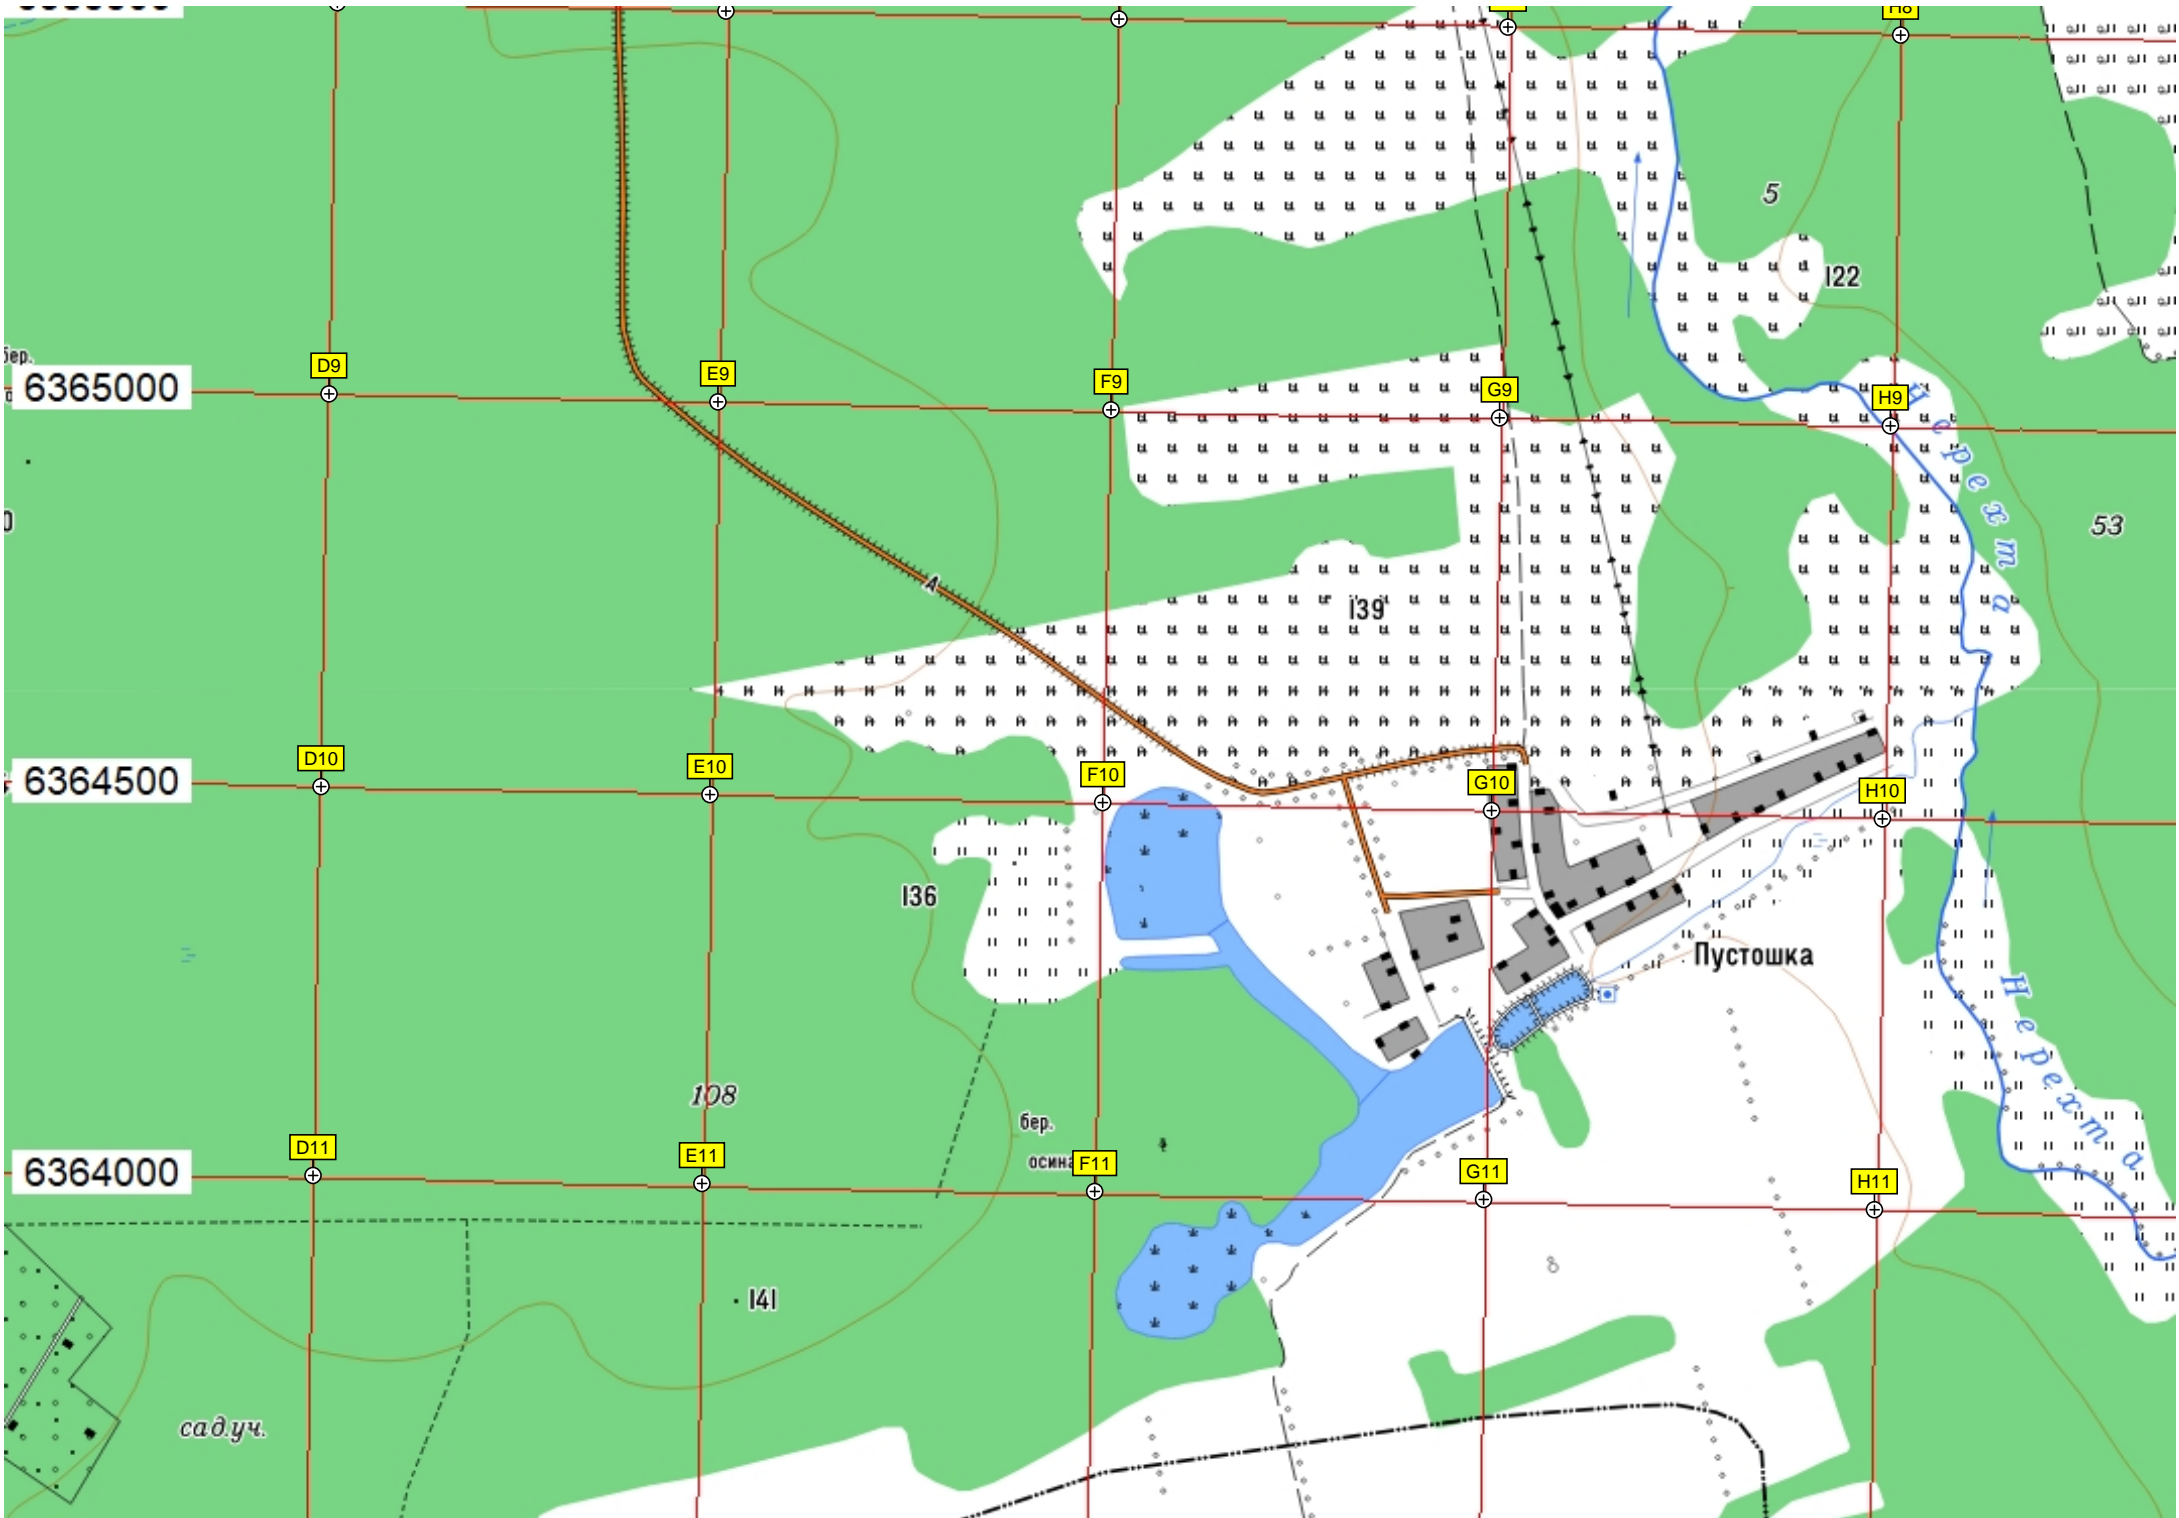 H8
5
122
бер.
D9
E9
F9
G9
H9
6365000
Нерехта
53
А
139
D10
E10
F10
G10
H10
6364500
136
Пустошка
Нерехта
108
бер.
осина
D11
E11
F11
G11
H11
6364000
141
сад.уч.